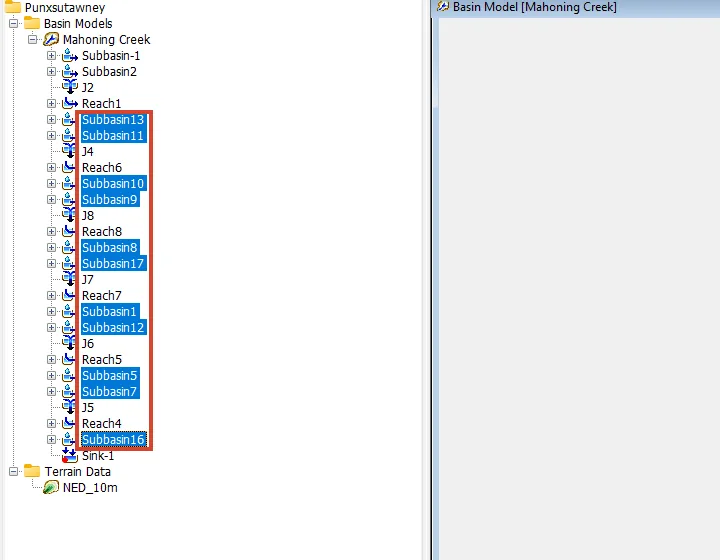 Punxsutawney
Basin Models
Mahoning Creek
Subbasin-1
Subbasin2
J2
Reach1
Subbasin13
Subbasin11
J4
Reach6
Subbasin10
Subbasin9
J8
Reach8
Subbasin8
Subbasin17
J7
Reach7
Subbasin1
Subbasin12
J6
Reach5
Subbasin5
Subbasin7
J5
Reach4
Subbasin16
Sink-1
Terrain Data
NED_10m
Basin Model [Mahoning Creek]